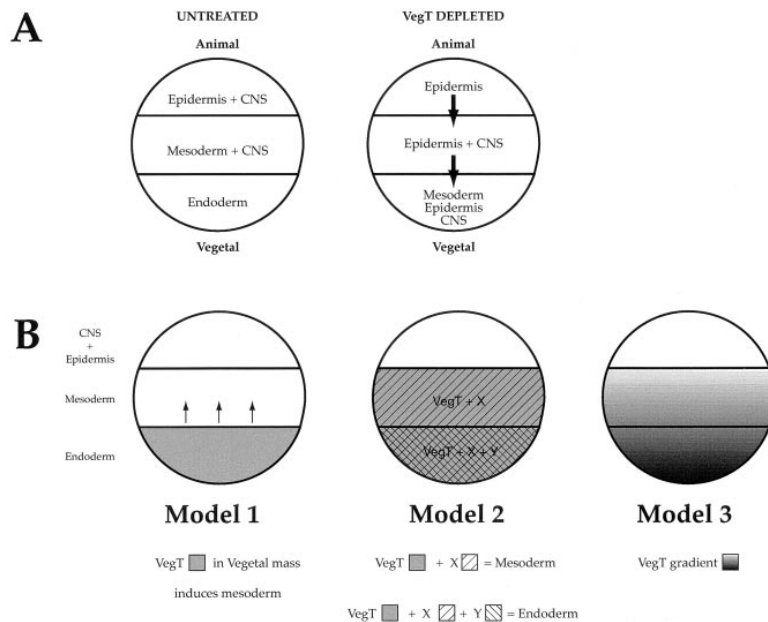 A
UNTREATED
Animal
Epidermis + CNS
Mesoderm + CNS
Endoderm
Vegetal
VegT DEPLETED
Animal
Epidermis
Epidermis + CNS
Mesoderm
Epidermis
CNS
Vegetal
B
CNS
+
Epidermis
Mesoderm
Endoderm
Model 1
VegT in Vegetal mass
induces mesoderm
VegT + X
VegT + X + Y
Model 2
VegT + X = Mesoderm
VegT + X + Y = Endoderm
Model 3
VegT gradient